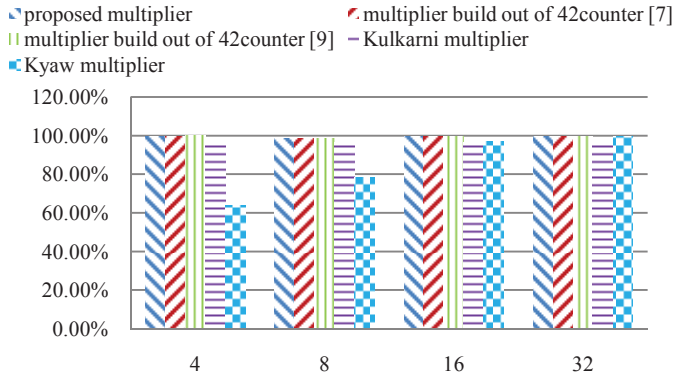 proposed multiplier
multiplier build out of 42counter [7]
multiplier build out of 42counter [9]
Kulkarni multiplier
Kyaw multiplier
120.00%
100.00%
80.00%
60.00%
40.00%
20.00%
0.00%
4 8 16 32